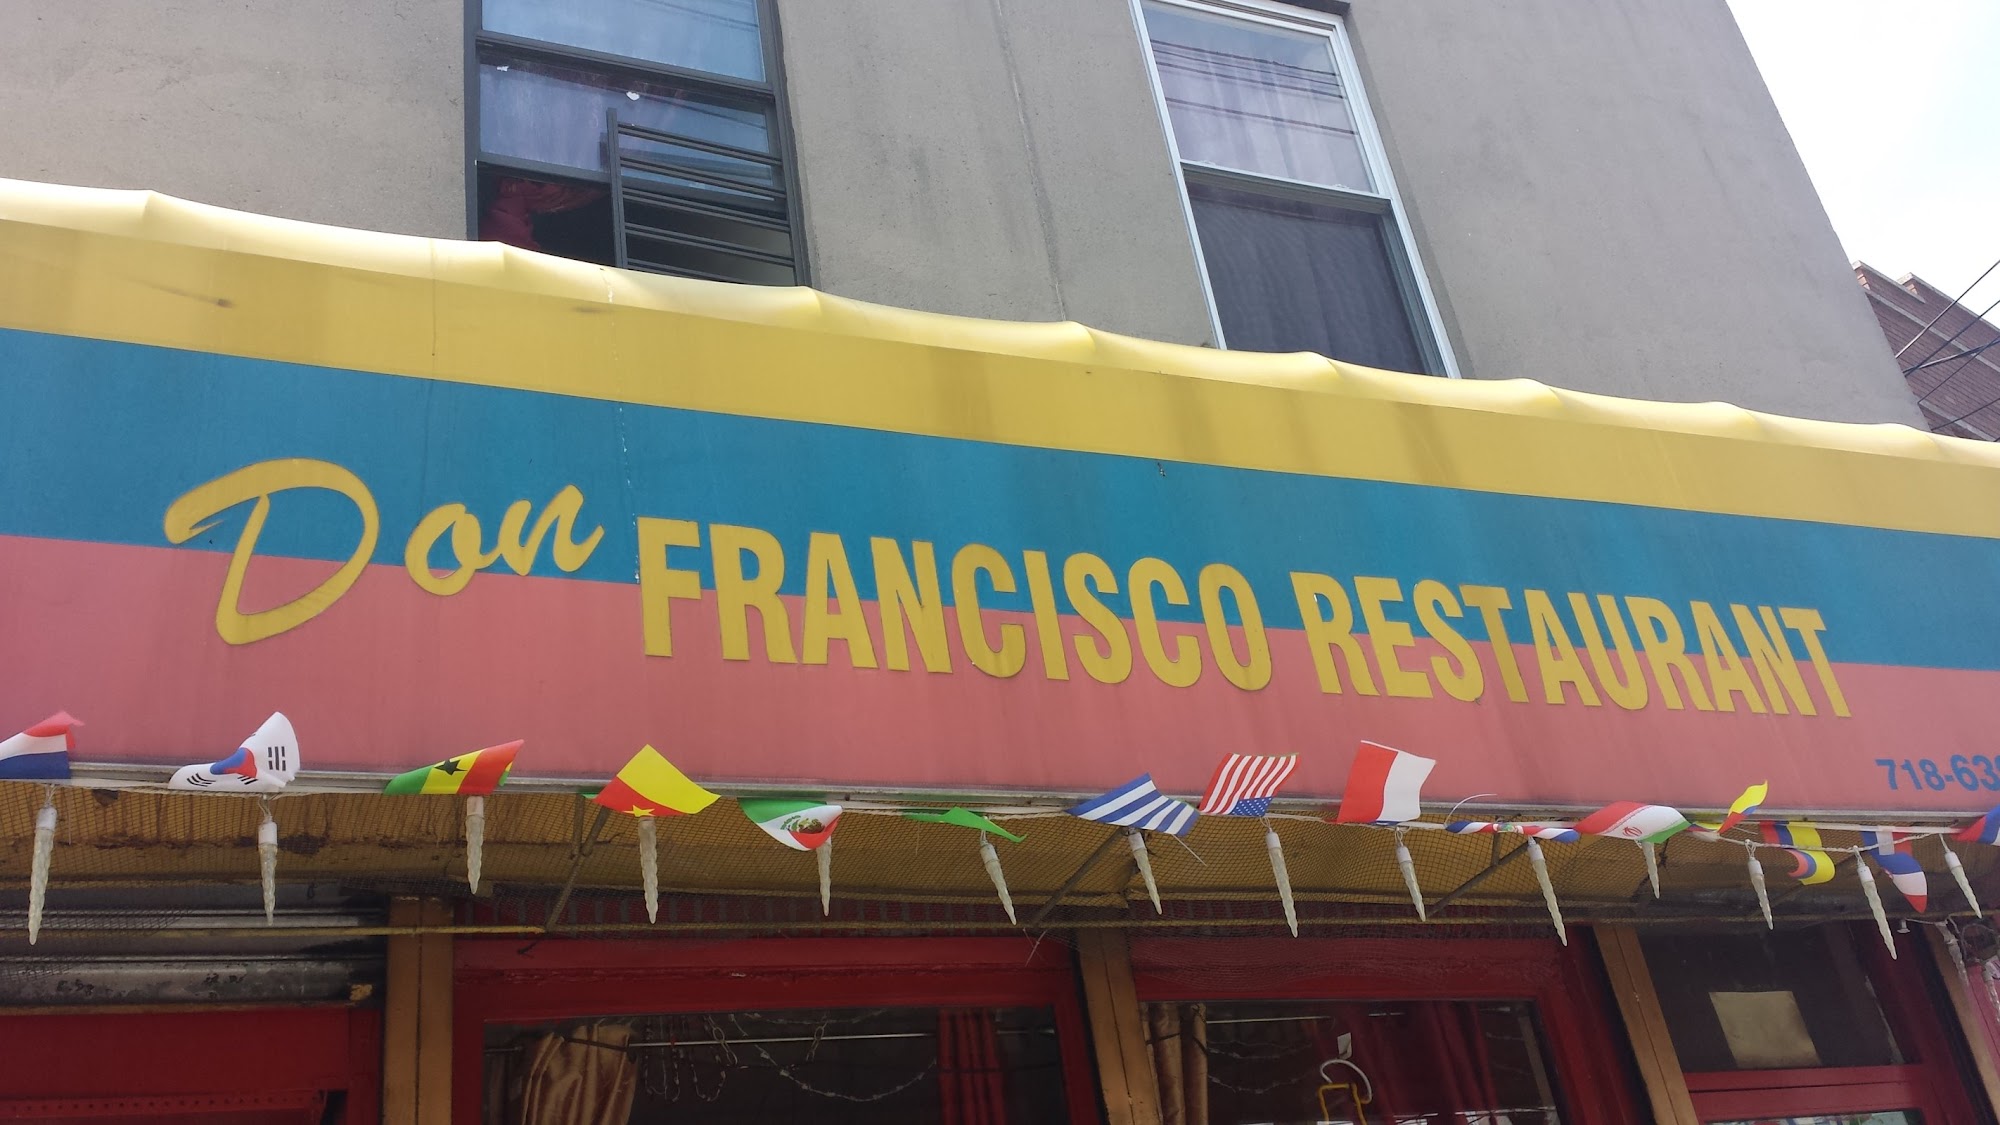 Don FRANCISCO RESTAURANT
718-63